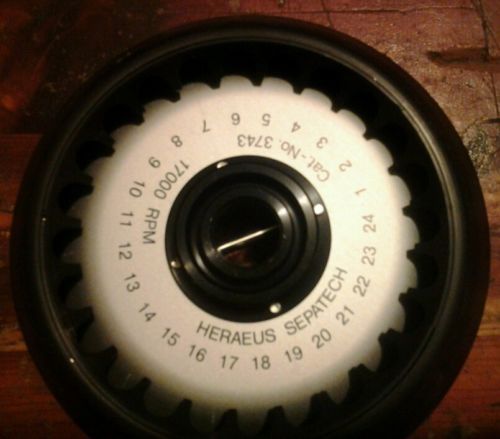 HERAEUS SEPATECH
Cat.-No. 3743
17000 RPM
1 2 3 4 5 6 7 8 9 10 11 12 13 14 15 16 17 18 19 20 21 22 23 24